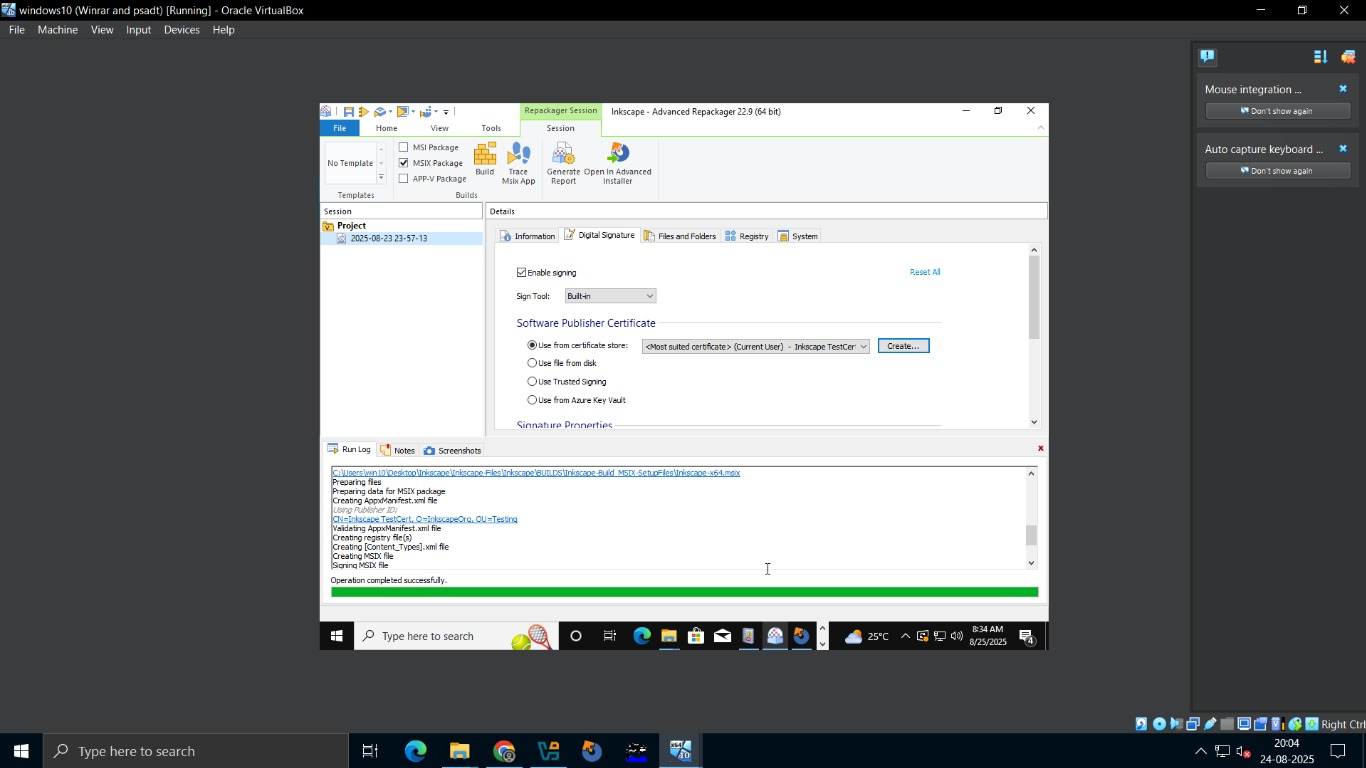 windows10 (Winrar and psadt) [Running] - Oracle VirtualBox
File Machine View Input Devices Help
Mouse integration ...
Don't show again
Auto capture keyboard ...
Don't show again
Repackager Session
Inkscape - Advanced Repackager 22.9 (64 bit)
File Home View Tools Session
No Template
Templates
MSI Package
MSIX Package
APP-V Package
Build
Trace Msix App
Builds
Generate Report
Open In Advanced Installer
Session
Project
2025-08-23 23-57-13
Details
Information Digital Signature Files and Folders Registry System
Enable signing
Reset All
Sign Tool: Built-in
Software Publisher Certificate
Use from certificate store: <Most suited certificate> (Current User) - Inkscape TestCer Create...
Use file from disk
Use Trusted Signing
Use from Azure Key Vault
Signature Properties
Run Log Notes Screenshots
C:\Users\win10\Desktop\Inkscape\Inkscape-Files\Inkscape\BUILDS\Inkscape-Build_MSIX-SetupFiles\Inkscape-x64.msix
Preparing files
Preparing data for MSIX package
Creating AppxManifest.xml file
Using Publisher ID:
CN=Inkscape TestCert, O=InkscapeOrg, OU=Testing
Validating AppxManifest.xml file
Creating registry file(s)
Creating [Content_Types].xml file
Creating MSIX file
Signing MSIX file
Operation completed successfully.
Type here to search
25°C
8:34 AM
8/25/2025
4
Right Ctrl
Type here to search
20:04
24-08-2025